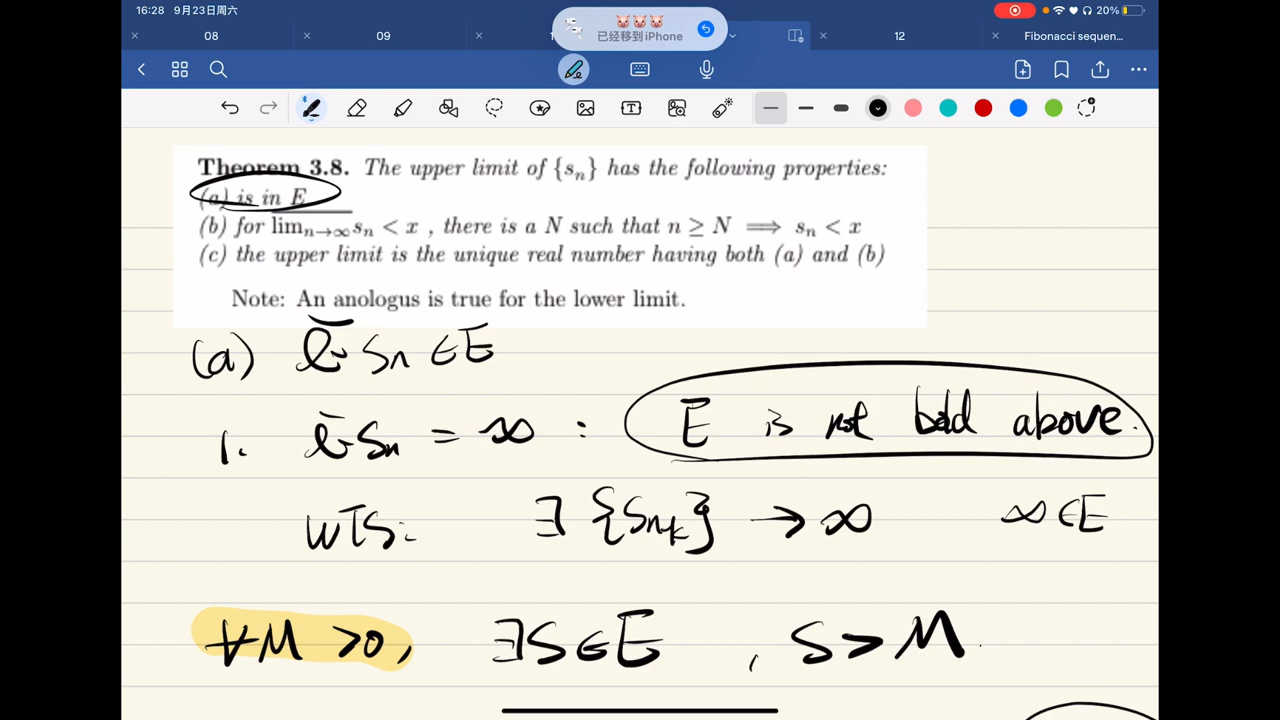 16:28 9月23日周六 20%
🐷🐷🐷
已经移到iPhone
08 09 1 12 Fibonacci sequen...
T
Theorem 3.8. The upper limit of {sₙ} has the following properties:
(a) is in E
(b) for lim̅ₙ→∞ sₙ < x , there is a N such that n ≥ N ⟹ sₙ < x
(c) the upper limit is the unique real number having both (a) and (b)
Note: An anologus is true for the lower limit.
(a) Sₙ ∈ E
1. Sₙ = ∞ : E is not bdd above.
WTS: ∃ {Sₙₖ} → ∞ ∞ ∈ E
∀M >0, ∃S ∈ E , S > M.